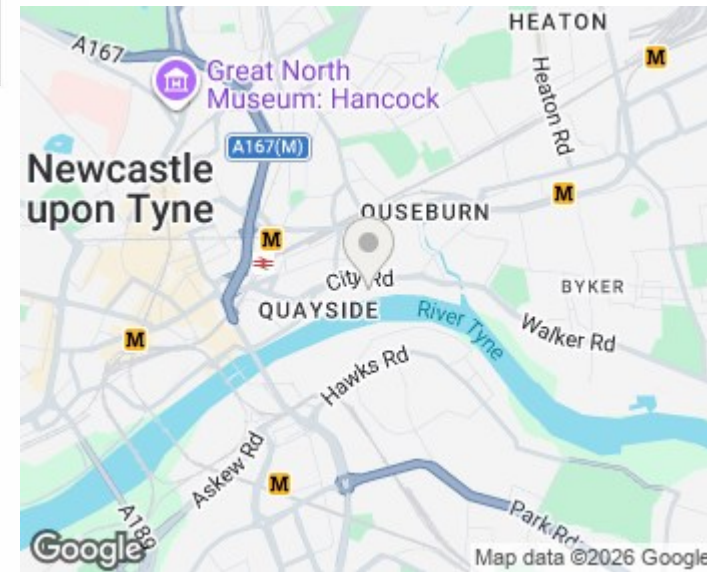 HEATON
A167
M
Great North
Museum: Hancock
Heaton Rd
A167(M)
Newcastle
upon Tyne
M
OUSEBURN
M
City Rd
BYKER
QUAYSIDE
River Tyne
Walker Rd
M
Hawks Rd
Askew Rd
M
A189
Park Rd
Google
Map data ©2026 Google